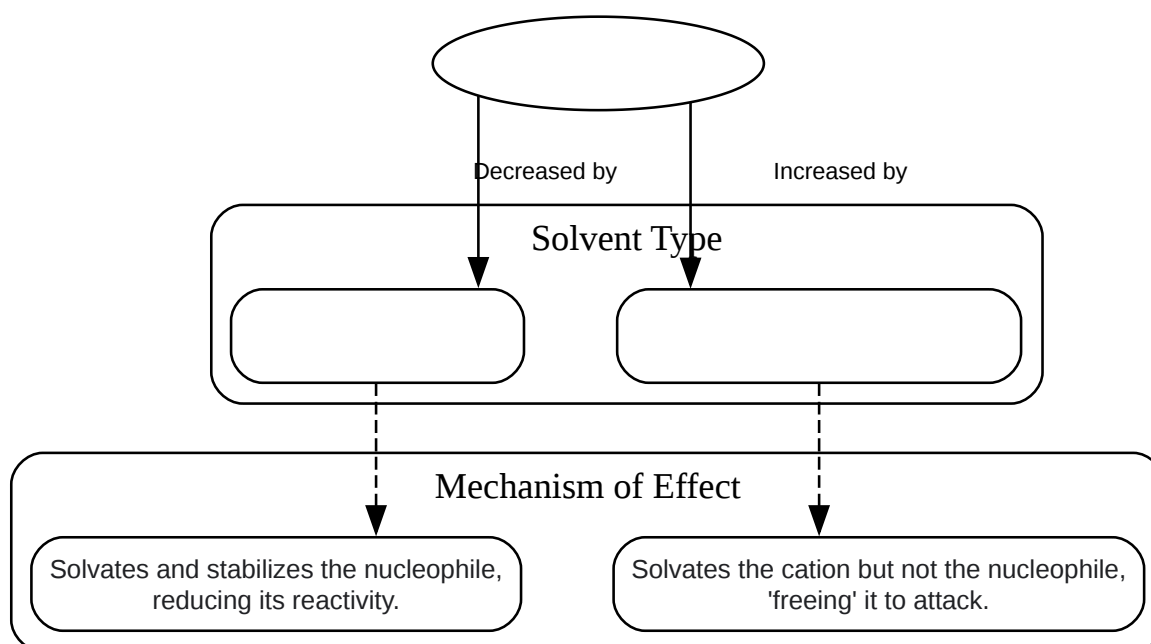 Decreased by
Increased by
Solvent Type
Mechanism of Effect
Solvates and stabilizes the nucleophile,
reducing its reactivity.
Solvates the cation but not the nucleophile,
'freeing' it to attack.